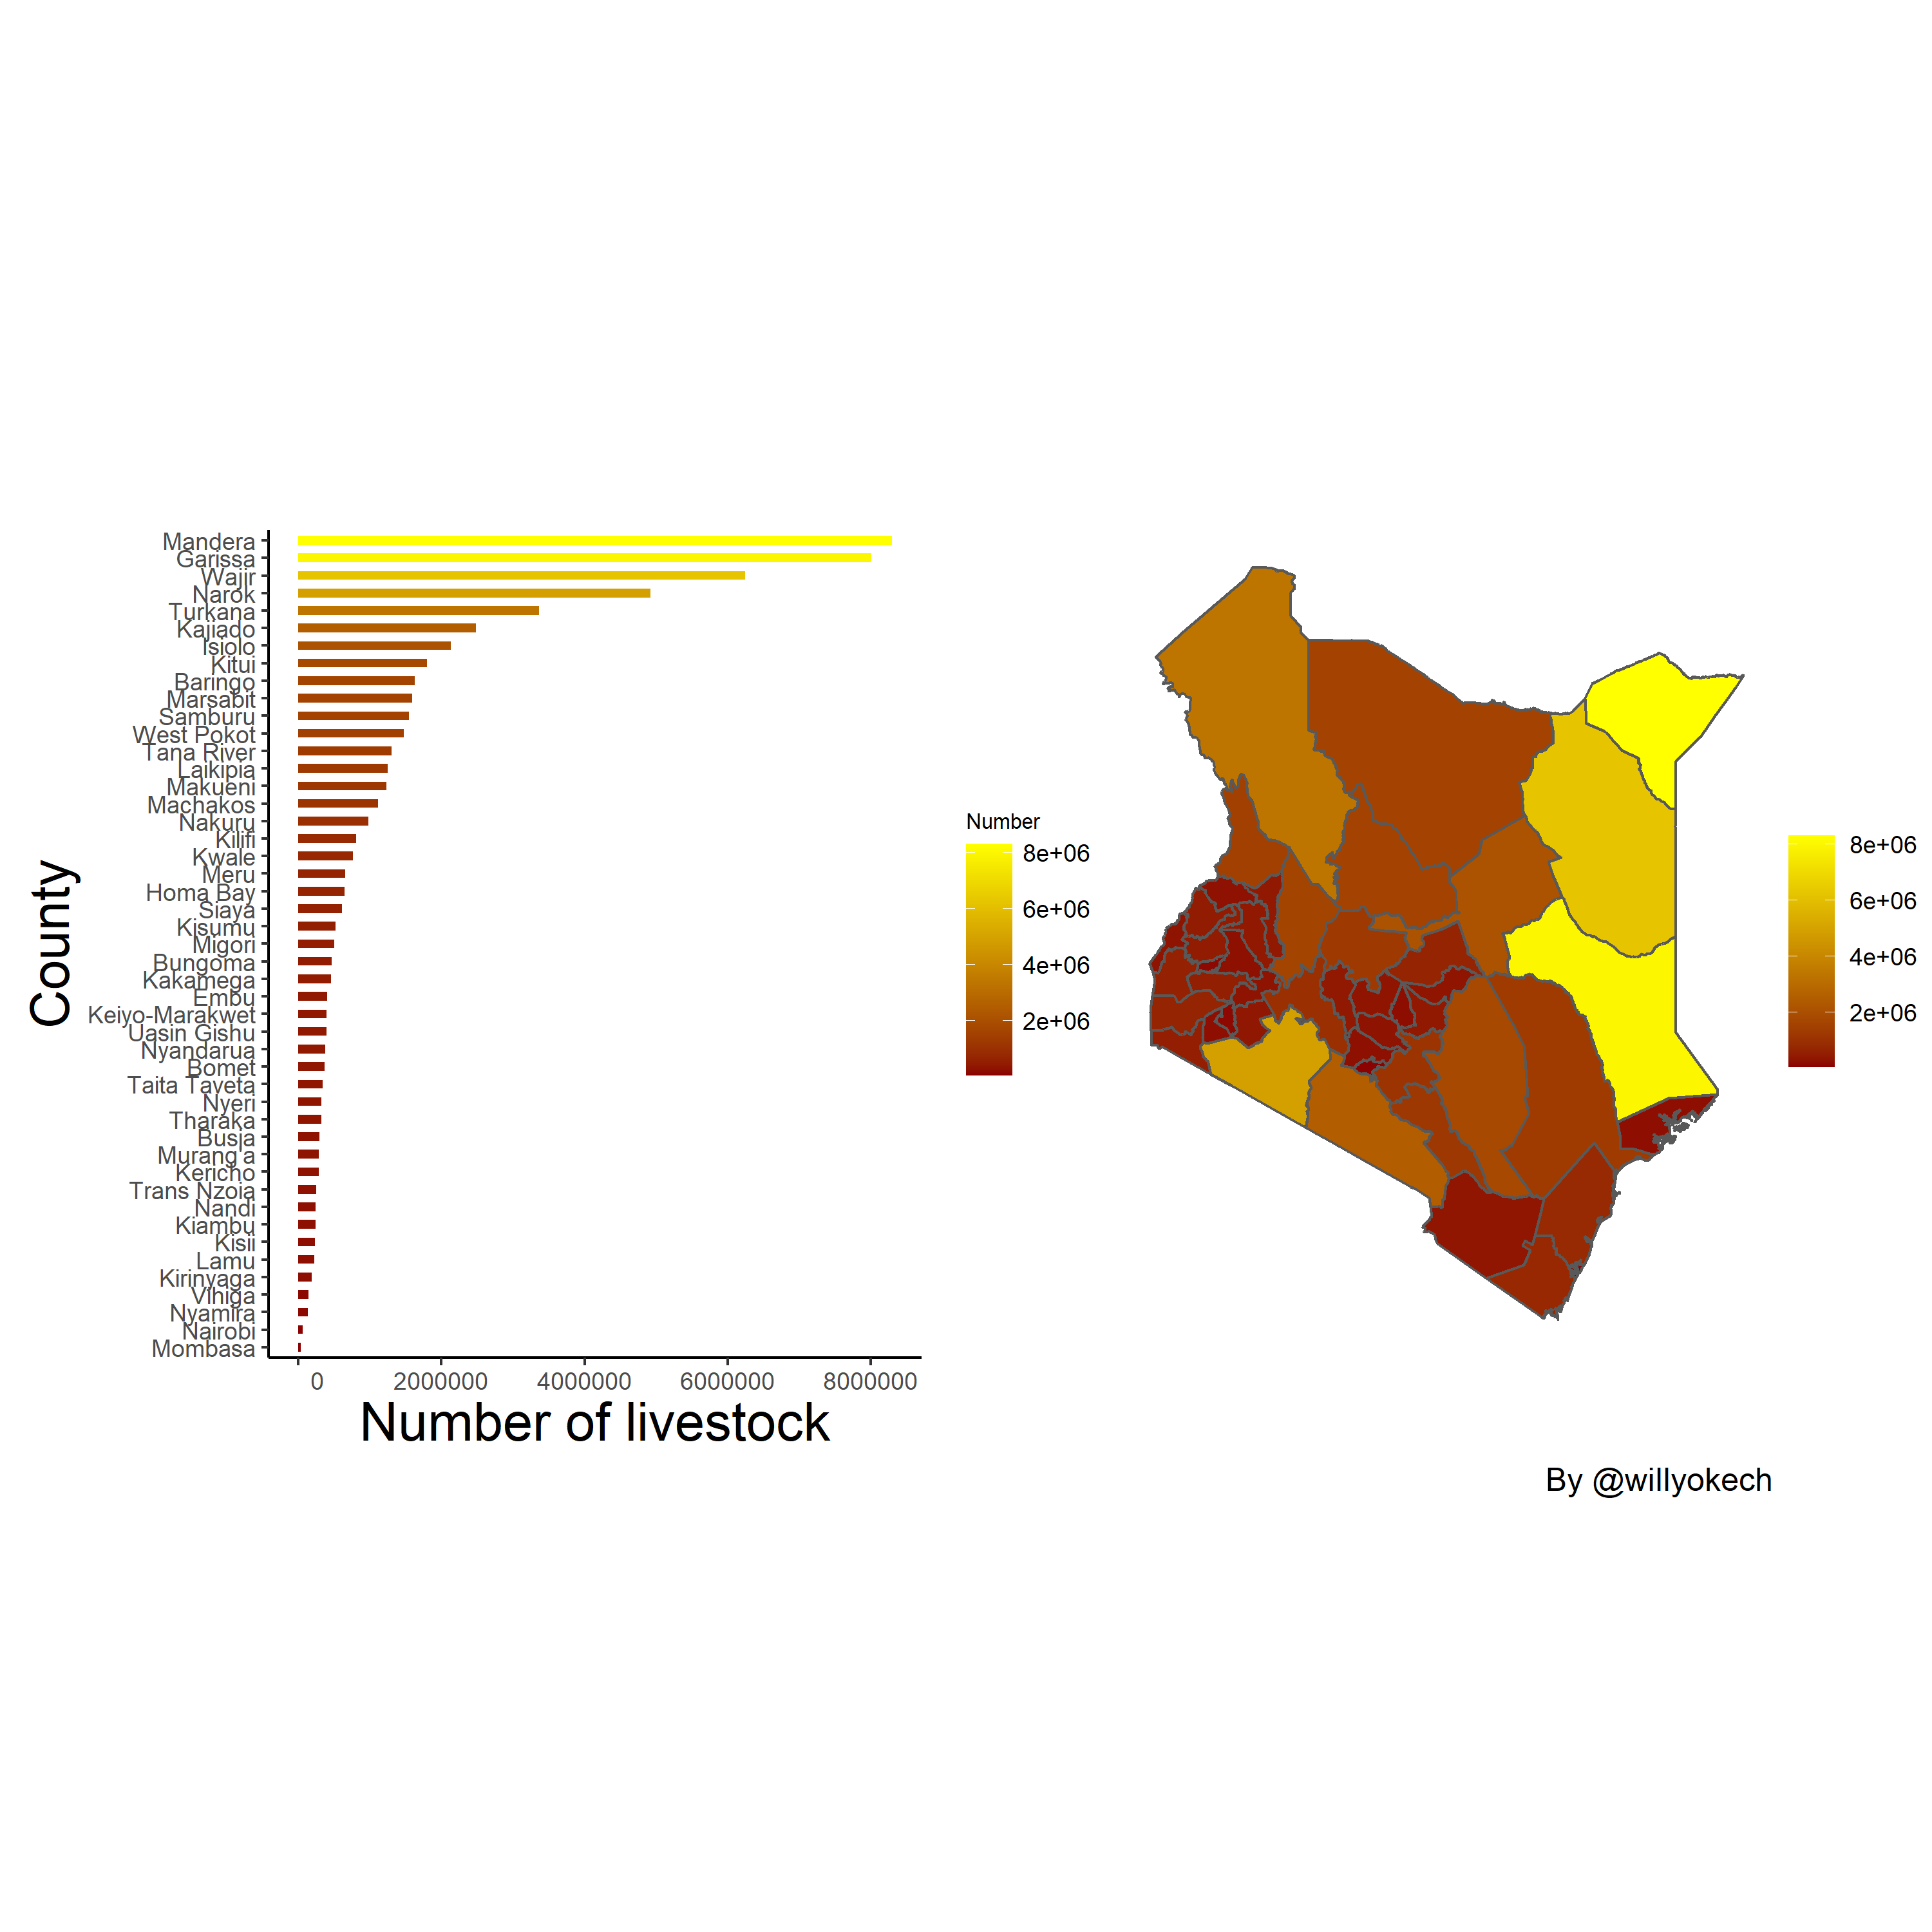 County
Mandera
Garissa
Wajir
Narok
Turkana
Kajiado
Isiolo
Kitui
Baringo
Marsabit
Samburu
West Pokot
Tana River
Laikipia
Makueni
Machakos
Nakuru
Kilifi
Kwale
Meru
Homa Bay
Siaya
Kisumu
Migori
Bungoma
Kakamega
Embu
Keiyo-Marakwet
Uasin Gishu
Nyandarua
Bomet
Taita Taveta
Nyeri
Tharaka
Busia
Murang'a
Kericho
Trans Nzoia
Nandi
Kiambu
Kisii
Lamu
Kirinyaga
Vihiga
Nyamira
Nairobi
Mombasa
0 2000000 4000000 6000000 8000000
Number of livestock
Number
8e+06
6e+06
4e+06
2e+06
8e+06
6e+06
4e+06
2e+06
By @willyokech